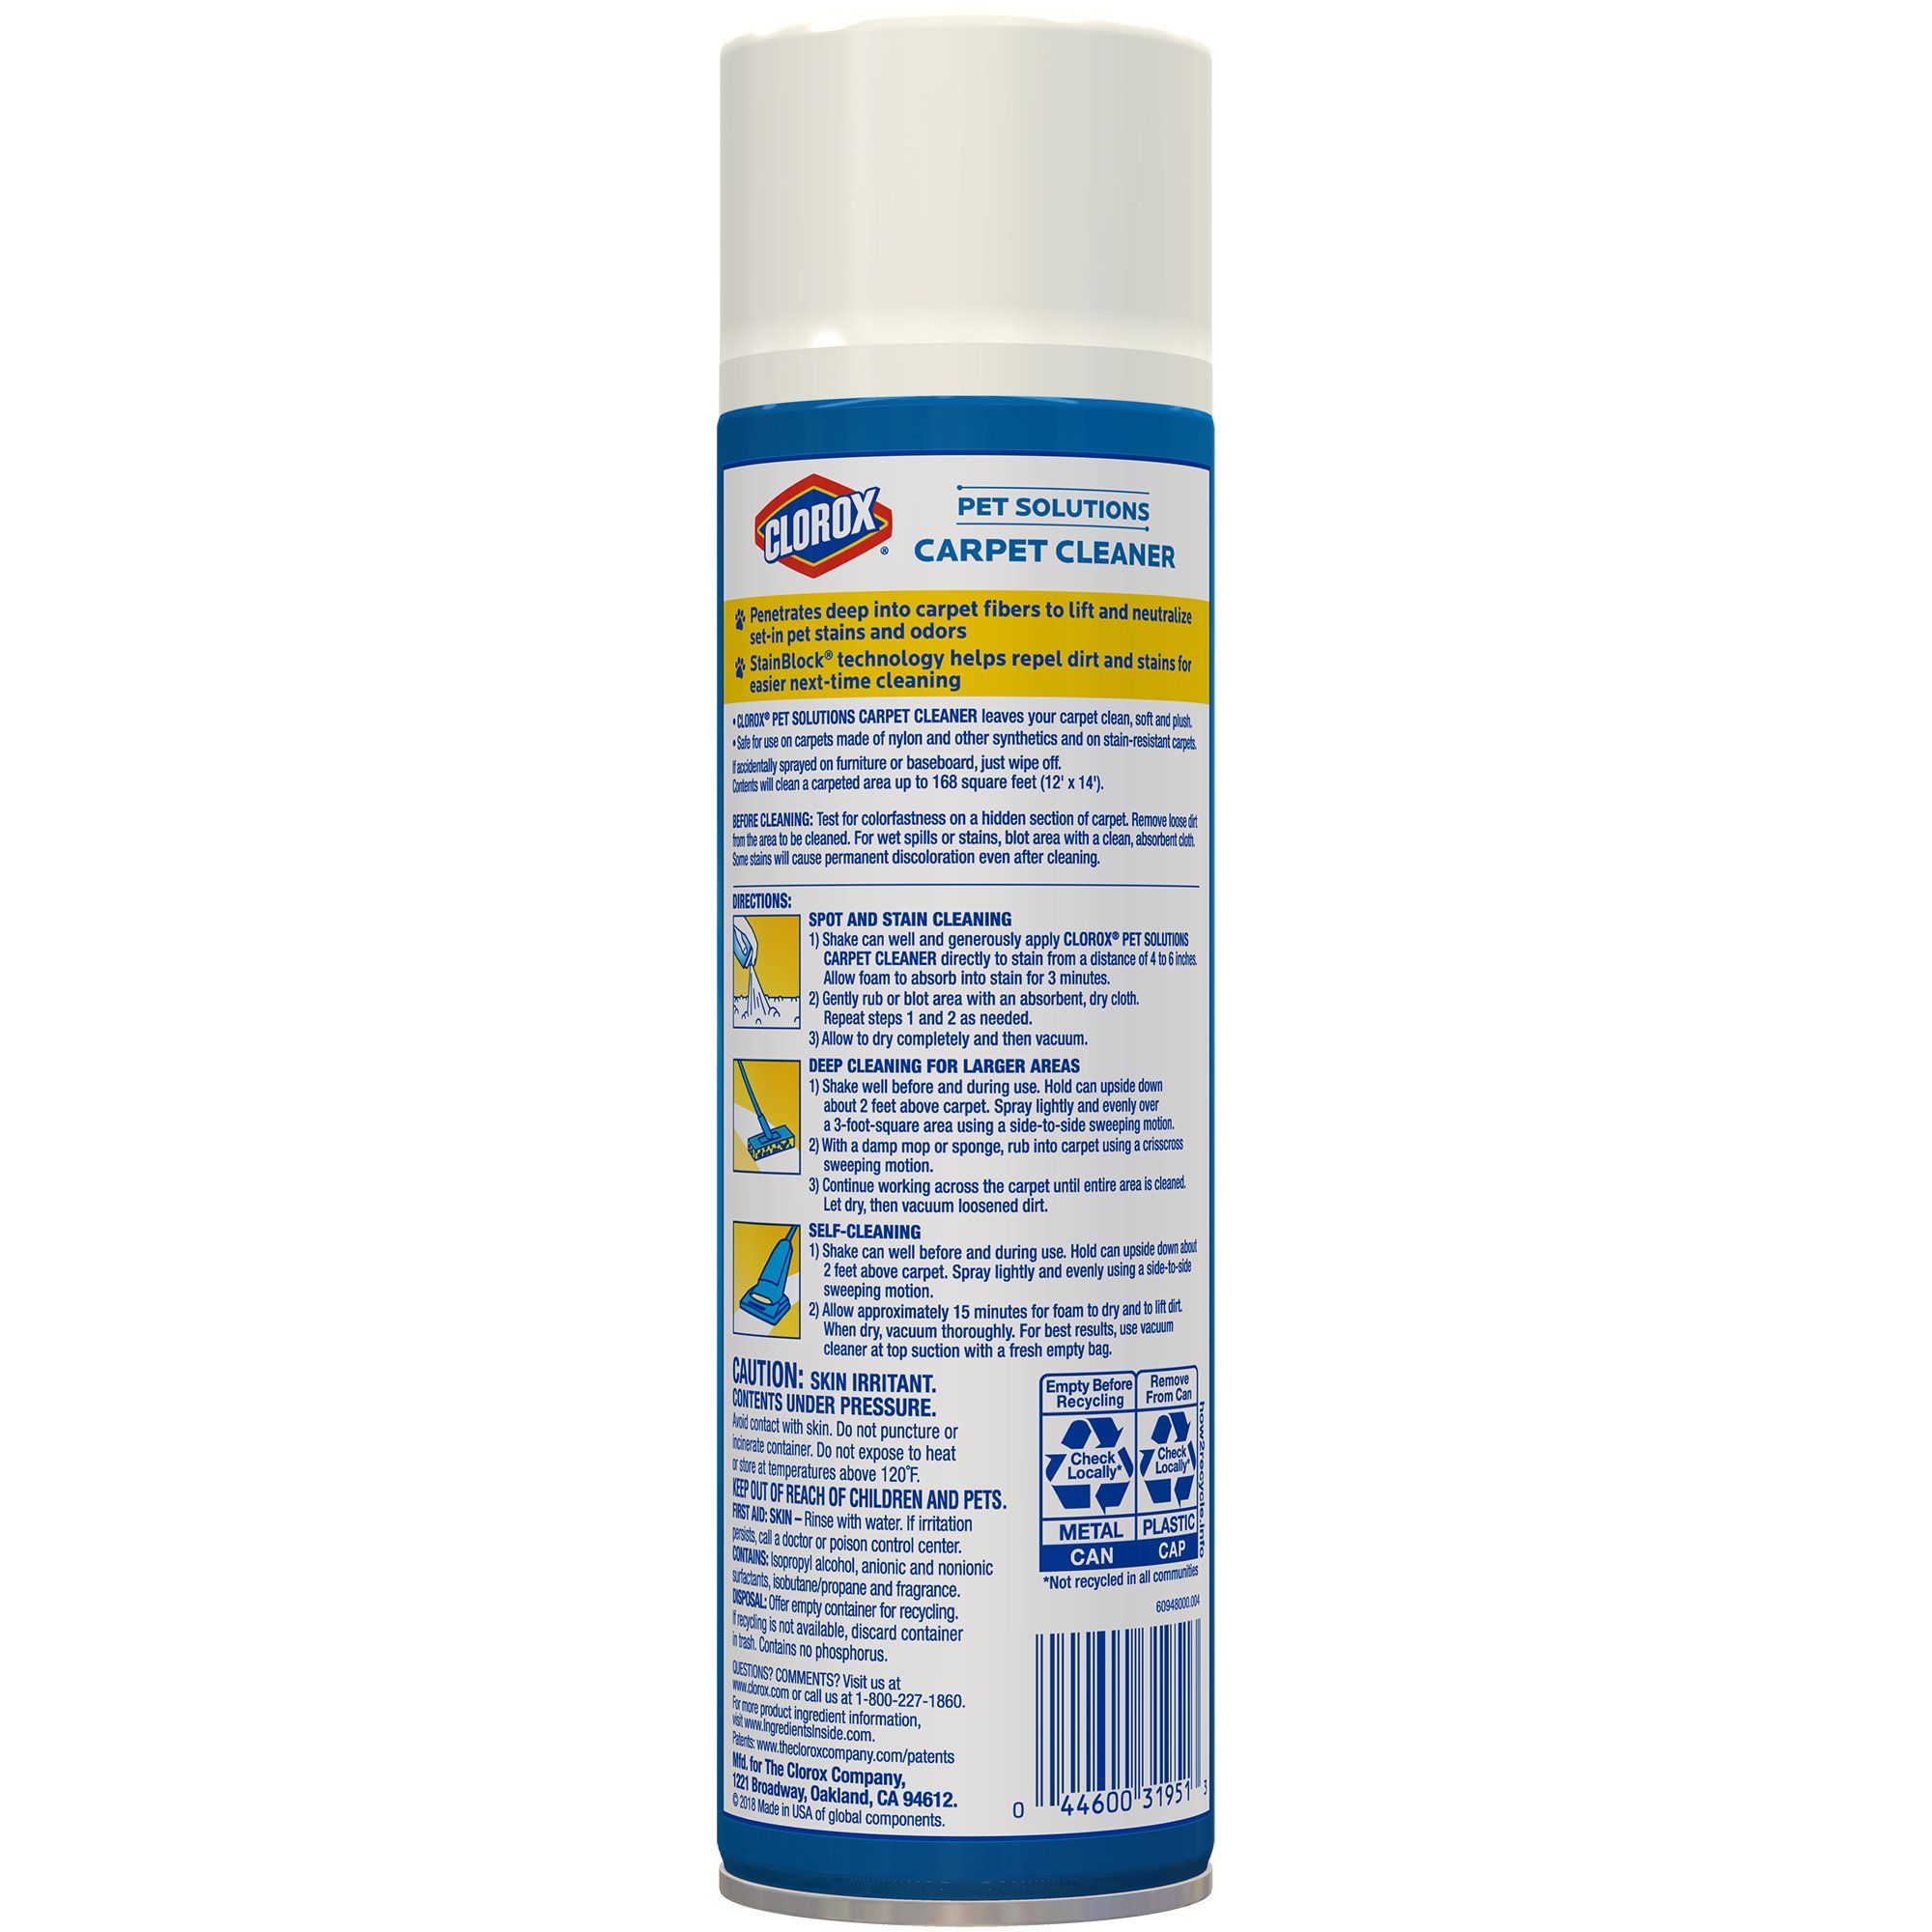 CLOROX®
PET SOLUTIONS
CARPET CLEANER
Penetrates deep into carpet fibers to lift and neutralize
set-in pet stains and odors
StainBlock® technology helps repel dirt and stains for
easier next-time cleaning
• CLOROX® PET SOLUTIONS CARPET CLEANER leaves your carpet clean, soft and plush.
• Safe for use on carpets made of nylon and other synthetics and on stain-resistant carpets.
If accidentally sprayed on furniture or baseboard, just wipe off.
Contents will clean a carpeted area up to 168 square feet (12' x 14').
BEFORE CLEANING: Test for colorfastness on a hidden section of carpet. Remove loose dirt
from the area to be cleaned. For wet spills or stains, blot area with a clean, absorbent cloth.
Some stains will cause permanent discoloration even after cleaning.
DIRECTIONS:
SPOT AND STAIN CLEANING
1) Shake can well and generously apply CLOROX® PET SOLUTIONS
CARPET CLEANER directly to stain from a distance of 4 to 6 inches.
Allow foam to absorb into stain for 3 minutes.
2) Gently rub or blot area with an absorbent, dry cloth.
Repeat steps 1 and 2 as needed.
3) Allow to dry completely and then vacuum.
DEEP CLEANING FOR LARGER AREAS
1) Shake well before and during use. Hold can upside down
about 2 feet above carpet. Spray lightly and evenly over
a 3-foot-square area using a side-to-side sweeping motion.
2) With a damp mop or sponge, rub into carpet using a crisscross
sweeping motion.
3) Continue working across the carpet until entire area is cleaned.
Let dry, then vacuum loosened dirt.
SELF-CLEANING
1) Shake can well before and during use. Hold can upside down about
2 feet above carpet. Spray lightly and evenly using a side-to-side
sweeping motion.
2) Allow approximately 15 minutes for foam to dry and to lift dirt.
When dry, vacuum thoroughly. For best results, use vacuum
cleaner at top suction with a fresh empty bag.
CAUTION: SKIN IRRITANT.
CONTENTS UNDER PRESSURE.
Avoid contact with skin. Do not puncture or
incinerate container. Do not expose to heat
or store at temperatures above 120°F.
KEEP OUT OF REACH OF CHILDREN AND PETS.
FIRST AID: SKIN – Rinse with water. If irritation
persists, call a doctor or poison control center.
CONTAINS: Isopropyl alcohol, anionic and nonionic
surfactants, isobutane/propane and fragrance.
DISPOSAL: Offer empty container for recycling.
If recycling is not available, discard container
in trash. Contains no phosphorus.
QUESTIONS? COMMENTS? Visit us at
www.clorox.com or call us at 1-800-227-1860.
For more product ingredient information,
visit www.IngredientsInside.com.
Patents: www.thecloroxcompany.com/patents
Mfd. for The Clorox Company,
1221 Broadway, Oakland, CA 94612.
© 2018 Made in USA of global components.
Empty Before
Recycling
Check
Locally*
METAL
CAN
Remove
From Can
Check
Locally*
PLASTIC
CAP
how2recycle.info
*Not recycled in all communities
60948000.004
0 44600 31951 3